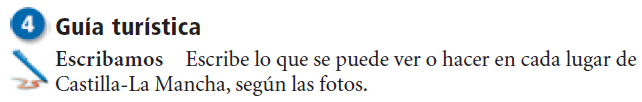 4 Guía turística
Escribamos Escribe lo que se puede ver o hacer en cada lugar de
Castilla-La Mancha, según las fotos.